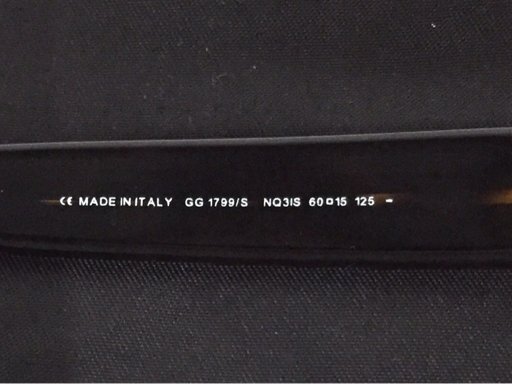 CE MADE IN ITALY GG 1799/S NQ3IS 60□15 125 -